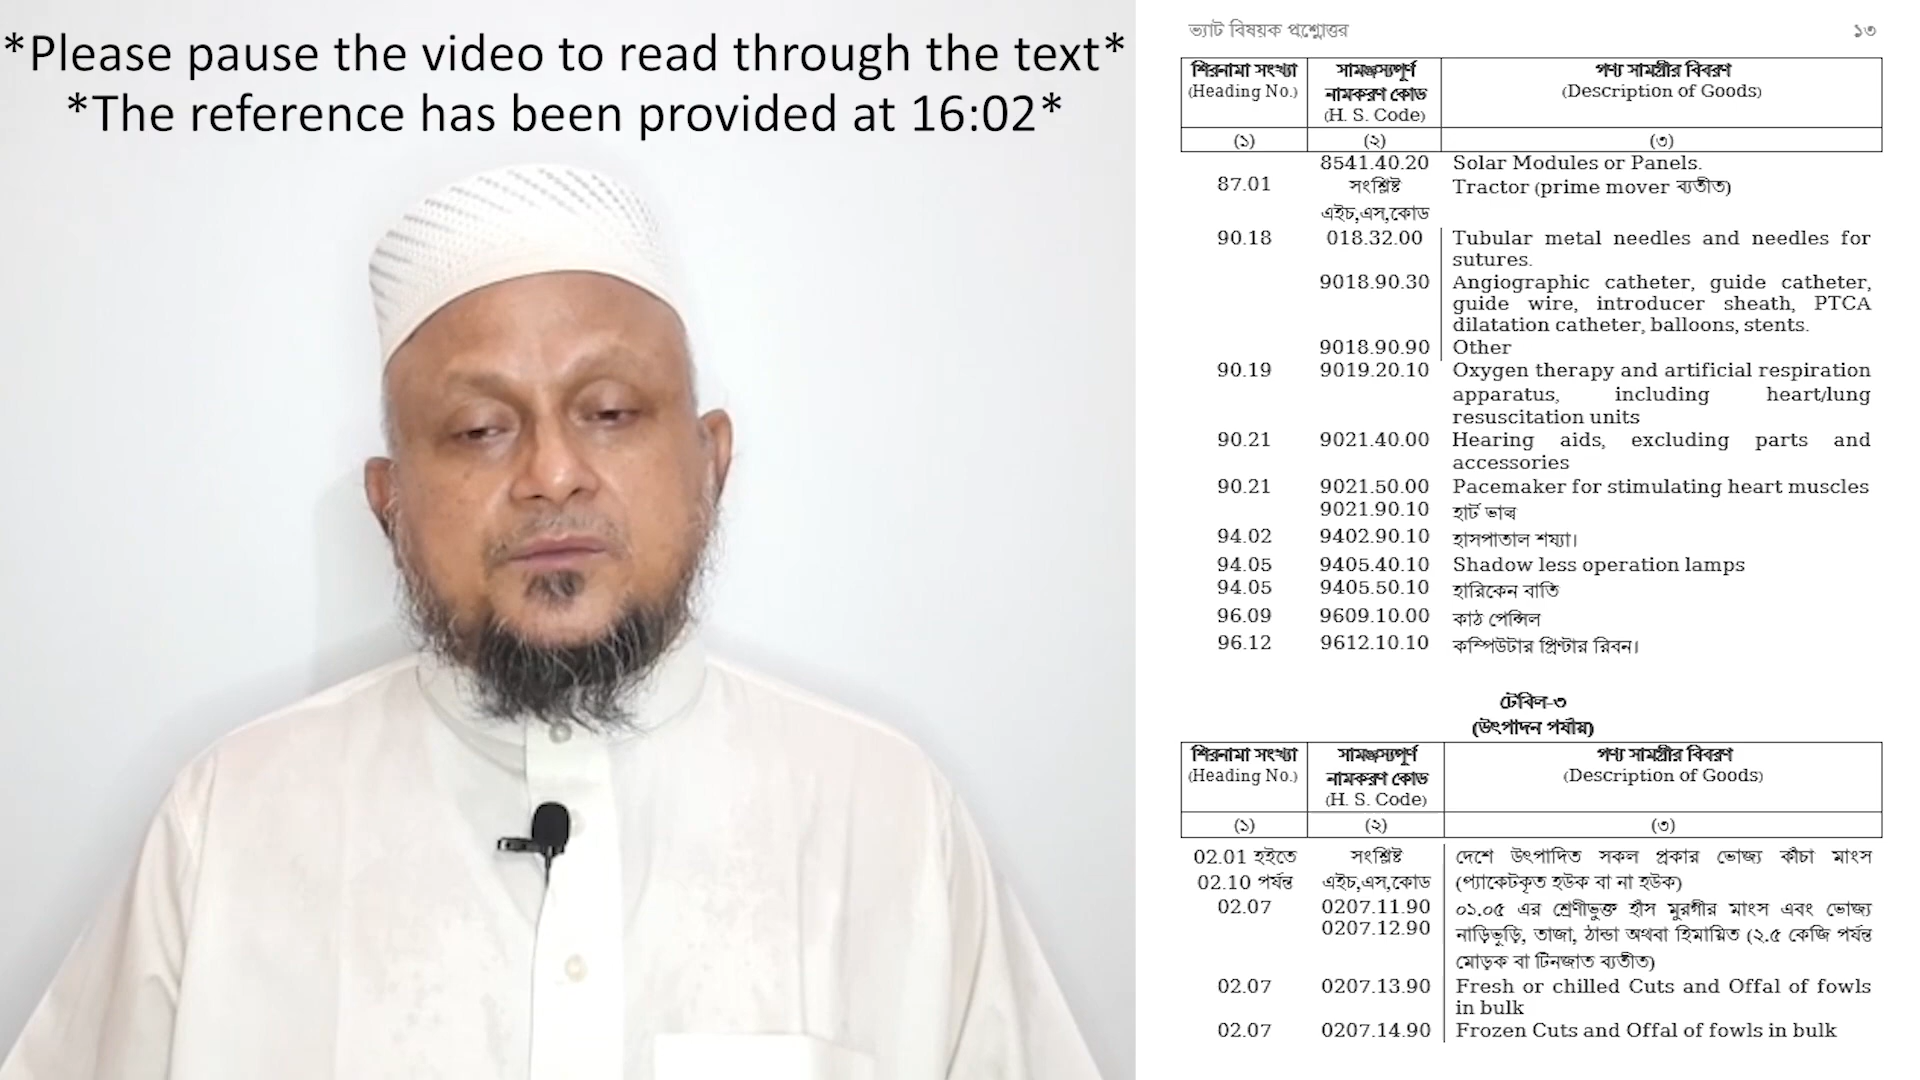 *Please pause the video to read through the text*
*The reference has been provided at 16:02*
ভ্যাট বিষয়ক প্রশ্নোত্তর ১৩
শিরনামা সংখ্যা সামঞ্জস্যপূর্ণ পণ্য সামগ্রীর বিবরণ
(Heading No.) নামকরণ কোড (Description of Goods)
(H. S. Code)
(১) (২) (৩)
8541.40.20 Solar Modules or Panels.
87.01 সংশ্লিষ্ট Tractor (prime mover ব্যতীত)
এইচ,এস,কোড
90.18 018.32.00 Tubular metal needles and needles for
sutures.
9018.90.30 Angiographic catheter, guide catheter,
guide wire, introducer sheath, PTCA
dilatation catheter, balloons, stents.
9018.90.90 Other
90.19 9019.20.10 Oxygen therapy and artificial respiration
apparatus, including heart/lung
resuscitation units
90.21 9021.40.00 Hearing aids, excluding parts and
accessories
90.21 9021.50.00 Pacemaker for stimulating heart muscles
9021.90.10 হার্ট ভাল্ব
94.02 9402.90.10 হাসপাতাল শয্যা।
94.05 9405.40.10 Shadow less operation lamps
94.05 9405.50.10 হারিকেন বাতি
96.09 9609.10.00 কাঠ পেন্সিল
96.12 9612.10.10 কম্পিউটার প্রিন্টার রিবন।
টেবিল-৩
(উৎপাদন পর্যায়)
শিরনামা সংখ্যা সামঞ্জস্যপূর্ণ পণ্য সামগ্রীর বিবরণ
(Heading No.) নামকরণ কোড (Description of Goods)
(H. S. Code)
(১) (২) (৩)
02.01 হইতে সংশ্লিষ্ট দেশে উৎপাদিত সকল প্রকার ভোজ্য কাঁচা মাংস
02.10 পর্যন্ত এইচ,এস,কোড (প্যাকেটকৃত হউক বা না হউক)
02.07 0207.11.90 ০১.০৫ এর শ্রেণীভুক্ত হাঁস মুরগীর মাংস এবং ভোজ্য
0207.12.90 নাড়িভুড়ি, তাজা, ঠান্ডা অথবা হিমায়িত (২.৫ কেজি পর্যন্ত
মোড়ক বা টিনজাত ব্যতীত)
02.07 0207.13.90 Fresh or chilled Cuts and Offal of fowls
in bulk
02.07 0207.14.90 Frozen Cuts and Offal of fowls in bulk